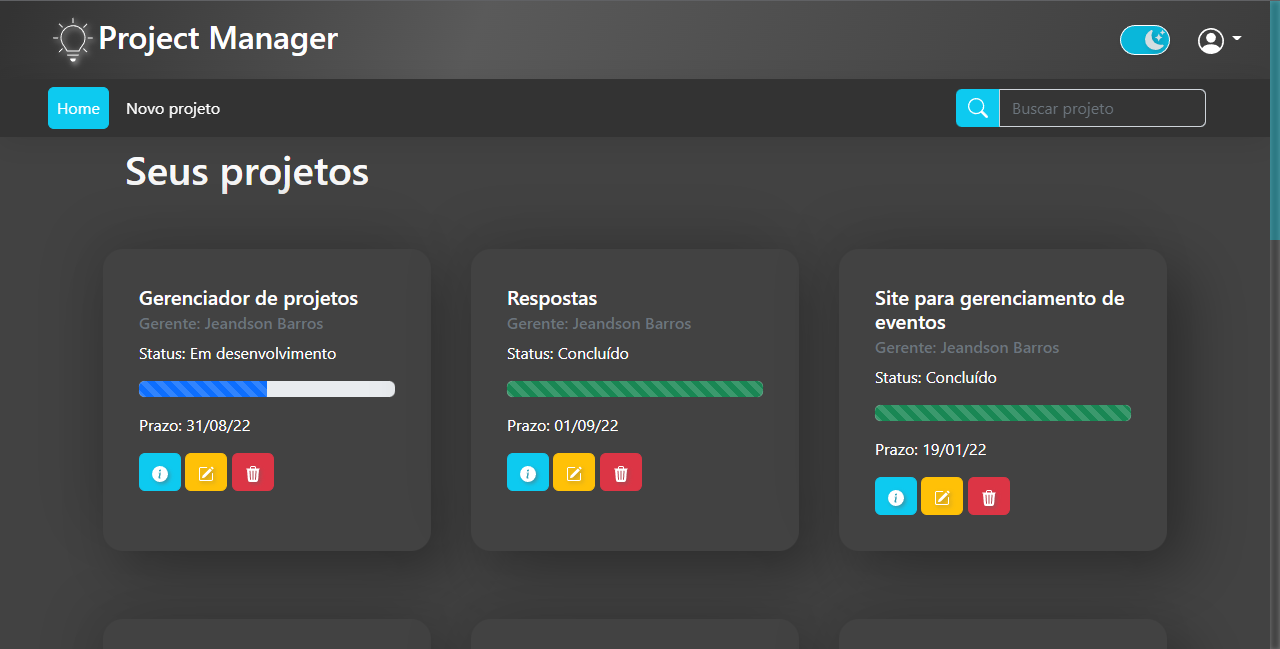 Project Manager
Home
Novo projeto
Buscar projeto
Seus projetos
Gerenciador de projetos
Gerente: Jeandson Barros
Status: Em desenvolvimento
Prazo: 31/08/22
Respostas
Gerente: Jeandson Barros
Status: Concluído
Prazo: 01/09/22
Site para gerenciamento de
eventos
Gerente: Jeandson Barros
Status: Concluído
Prazo: 19/01/22